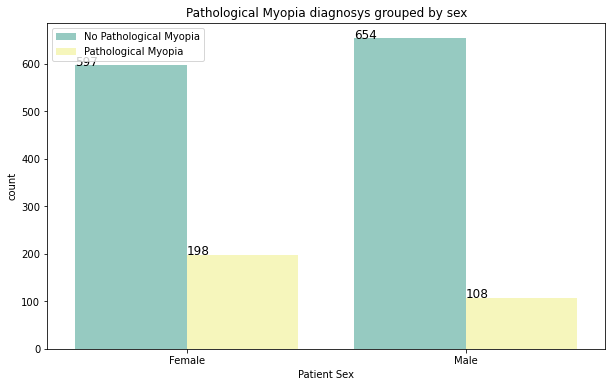 Pathological Myopia diagnosys grouped by sex
No Pathological Myopia
Pathological Myopia
597
654
198
108
600
500
400
300
200
100
0
count
Female
Male
Patient Sex